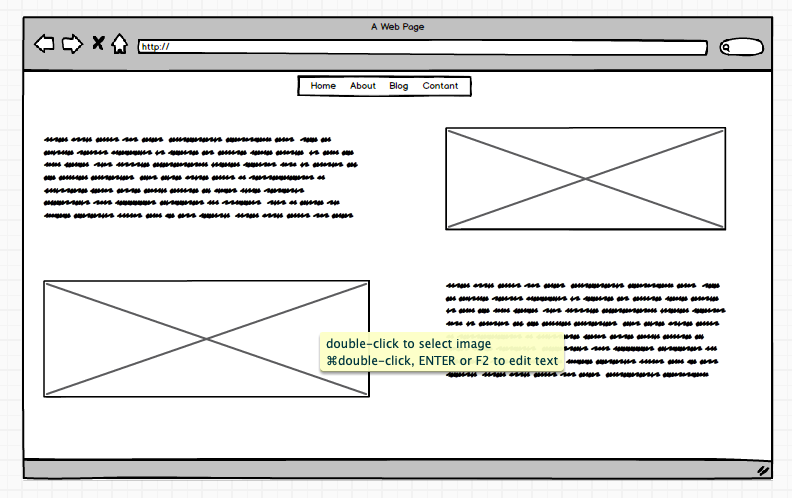 A Web Page
http://
Home About Blog Contant
double-click to select image
⌘double-click, ENTER or F2 to edit text